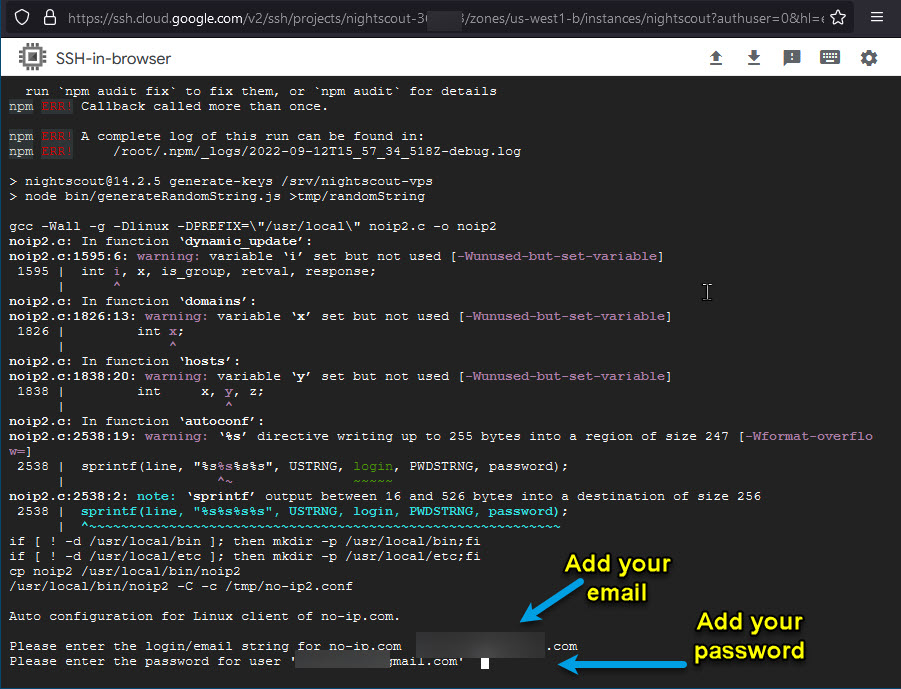 https://ssh.cloud.google.com/v2/ssh/projects/nightscout-36 /zones/us-west1-b/instances/nightscout?authuser=0&hl=
SSH-in-browser
run `npm audit fix` to fix them, or `npm audit` for details
npm ERR! Callback called more than once.
npm ERR! A complete log of this run can be found in:
npm ERR!     /root/.npm/_logs/2022-09-12T15_57_34_518Z-debug.log
> nightscout@14.2.5 generate-keys /srv/nightscout-vps
> node bin/generateRandomString.js >tmp/randomString
gcc -Wall -g -Dlinux -DPREFIX=\"/usr/local\" noip2.c -o noip2
noip2.c: In function ‘dynamic_update’:
noip2.c:1595:6: warning: variable ‘i’ set but not used [-Wunused-but-set-variable]
1595 |  int i, x, is_group, retval, response;
|      ^
noip2.c: In function ‘domains’:
noip2.c:1826:13: warning: variable ‘x’ set but not used [-Wunused-but-set-variable]
1826 |         int x;
|             ^
noip2.c: In function ‘hosts’:
noip2.c:1838:20: warning: variable ‘y’ set but not used [-Wunused-but-set-variable]
1838 |         int     x, y, z;
|                    ^
noip2.c: In function ‘autoconf’:
noip2.c:2538:19: warning: ‘%s’ directive writing up to 255 bytes into a region of size 247 [-Wformat-overflo
w=]
2538 |  sprintf(line, "%s%s%s%s", USTRNG, login, PWDSTRNG, password);
|                   ^~               ~~~~~
noip2.c:2538:2: note: ‘sprintf’ output between 16 and 526 bytes into a destination of size 256
2538 |  sprintf(line, "%s%s%s%s", USTRNG, login, PWDSTRNG, password);
|  ^~~~~~~~~~~~~~~~~~~~~~~~~~~~~~~~~~~~~~~~~~~~~~~~~~~~~~~~~~~~
if [ ! -d /usr/local/bin ]; then mkdir -p /usr/local/bin;fi
if [ ! -d /usr/local/etc ]; then mkdir -p /usr/local/etc;fi
cp noip2 /usr/local/bin/noip2
/usr/local/bin/noip2 -C -c /tmp/no-ip2.conf
Auto configuration for Linux client of no-ip.com.
Please enter the login/email string for no-ip.com .com
Please enter the password for user ' gmail.com'
Add your
email
Add your
password